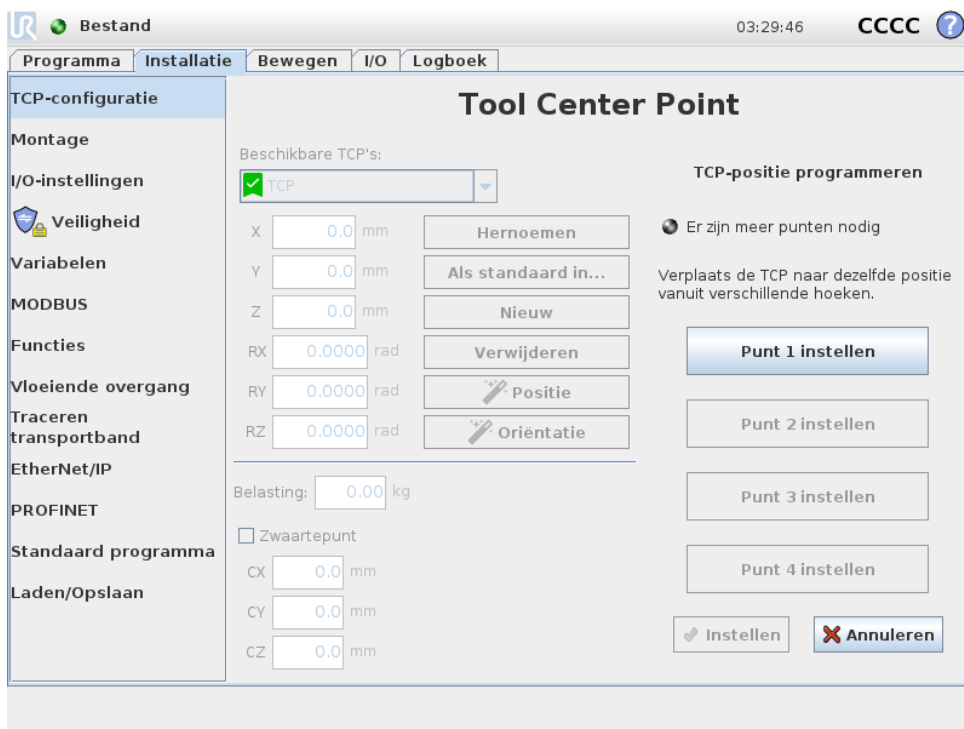 UR Bestand 03:29:46 CCCC ?
Programma Installatie Bewegen I/O Logboek
TCP-configuratie
Montage
I/O-instellingen
Veiligheid
Variabelen
MODBUS
Functies
Vloeiende overgang
Traceren
transportband
EtherNet/IP
PROFINET
Standaard programma
Laden/Opslaan
Tool Center Point
Beschikbare TCP's:
TCP
X 0.0 mm Hernoemen
Y 0.0 mm Als standaard in...
Z 0.0 mm Nieuw
RX 0.0000 rad Verwijderen
RY 0.0000 rad Positie
RZ 0.0000 rad Oriëntatie
Belasting: 0.00 kg
Zwaartepunt
CX 0.0 mm
CY 0.0 mm
CZ 0.0 mm
TCP-positie programmeren
Er zijn meer punten nodig
Verplaats de TCP naar dezelfde positie
vanuit verschillende hoeken.
Punt 1 instellen
Punt 2 instellen
Punt 3 instellen
Punt 4 instellen
Instellen Annuleren